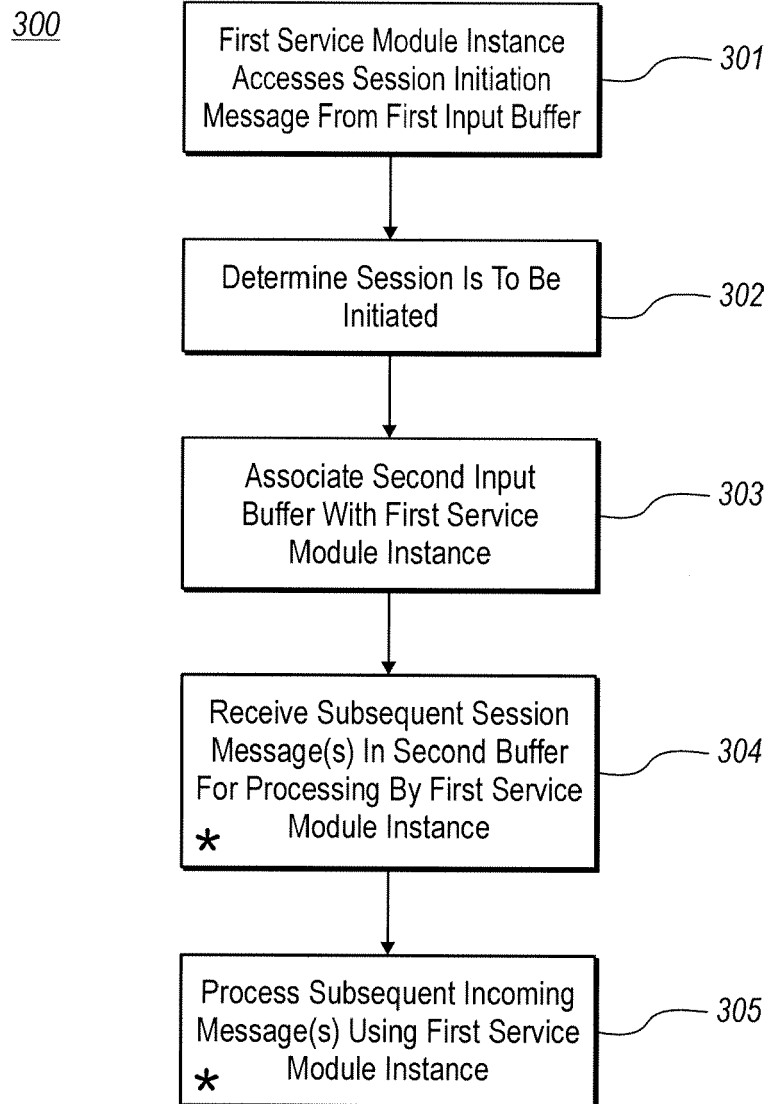 300
First Service Module Instance
Accesses Session Initiation
Message From First Input Buffer
301
Determine Session Is To Be
Initiated
302
Associate Second Input
Buffer With First Service
Module Instance
303
Receive Subsequent Session
Message(s) In Second Buffer
For Processing By First Service
* Module Instance
304
Process Subsequent Incoming
Message(s) Using First Service
* Module Instance
305